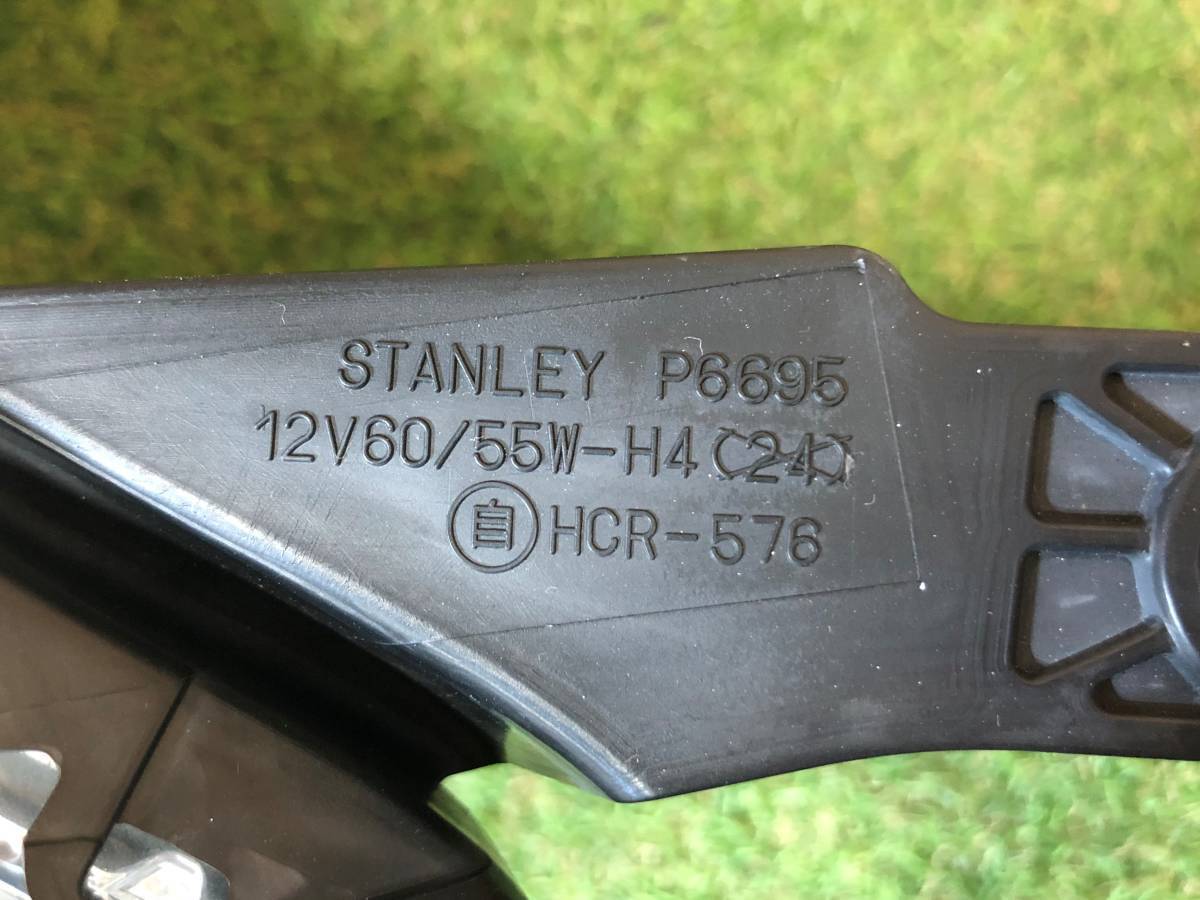 STANLEY P6695
12V60/55W-H4 (24)
自 HCR-576